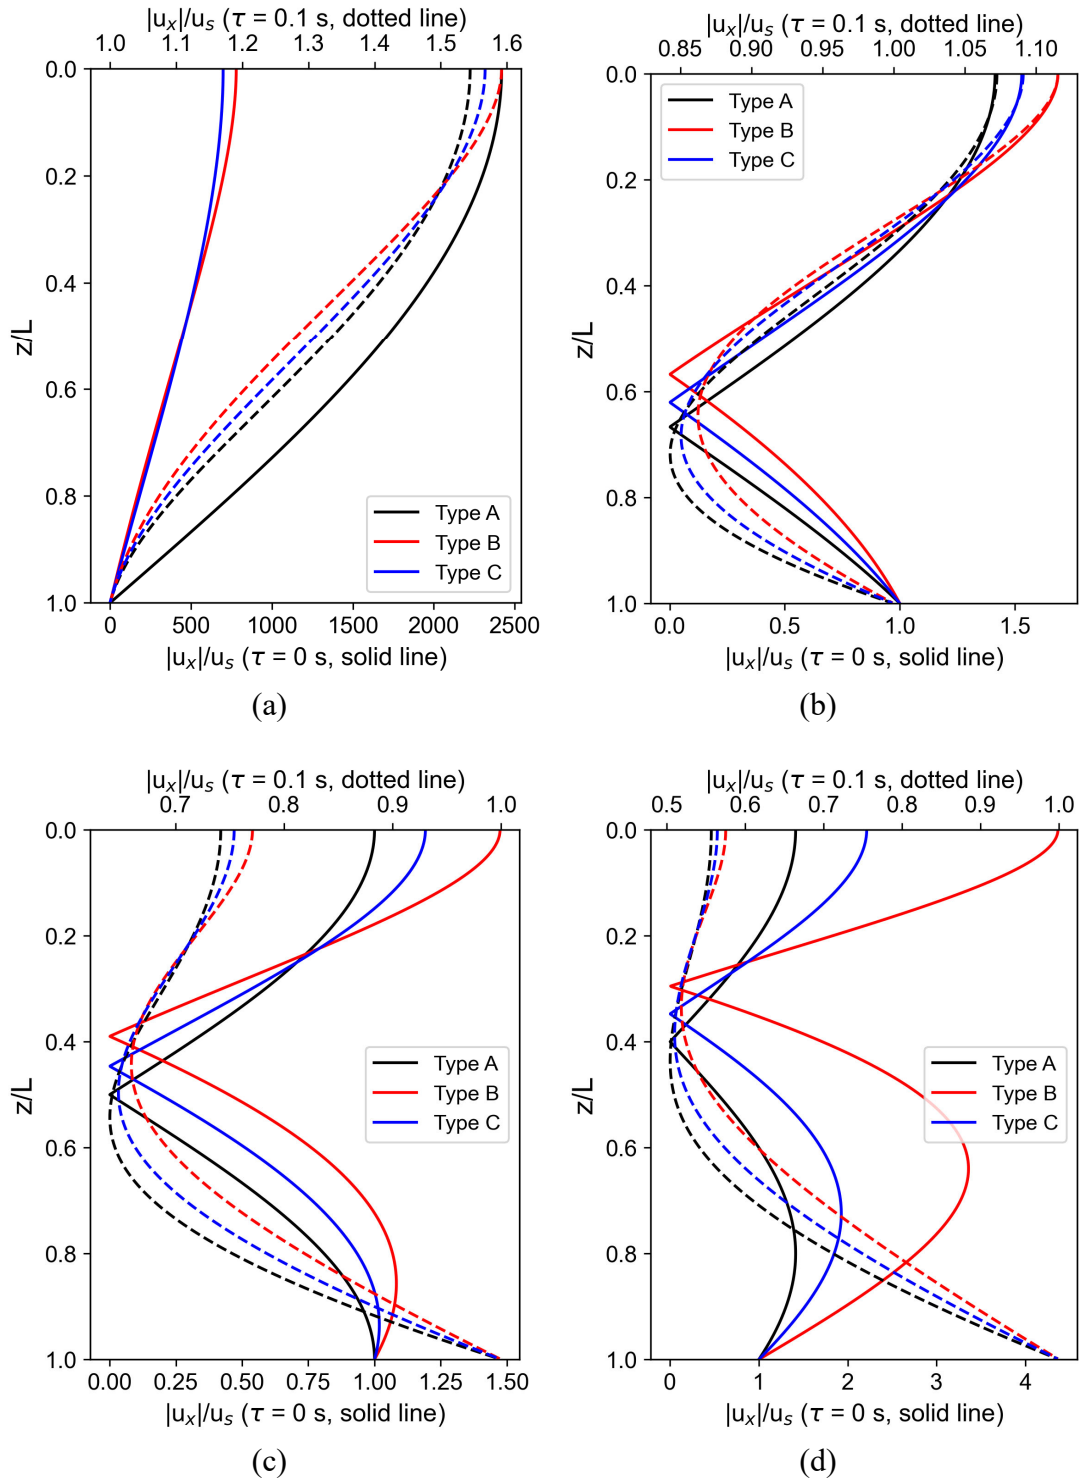 |uₓ|/uₛ (τ = 0.1 s, dotted line)
1.0 1.1 1.2 1.3 1.4 1.5 1.6
0.0
0.2
0.4
0.6
0.8
1.0
z/L
Type A
Type B
Type C
0 500 1000 1500 2000 2500
|uₓ|/uₛ (τ = 0 s, solid line)
(a)
|uₓ|/uₛ (τ = 0.1 s, dotted line)
0.85 0.90 0.95 1.00 1.05 1.10
0.0
0.2
0.4
0.6
0.8
1.0
z/L
Type A
Type B
Type C
0.0 0.5 1.0 1.5
|uₓ|/uₛ (τ = 0 s, solid line)
(b)
|uₓ|/uₛ (τ = 0.1 s, dotted line)
0.7 0.8 0.9 1.0
0.0
0.2
0.4
0.6
0.8
1.0
z/L
Type A
Type B
Type C
0.00 0.25 0.50 0.75 1.00 1.25 1.50
|uₓ|/uₛ (τ = 0 s, solid line)
(c)
|uₓ|/uₛ (τ = 0.1 s, dotted line)
0.5 0.6 0.7 0.8 0.9 1.0
0.0
0.2
0.4
0.6
0.8
1.0
z/L
Type A
Type B
Type C
0 1 2 3 4
|uₓ|/uₛ (τ = 0 s, solid line)
(d)